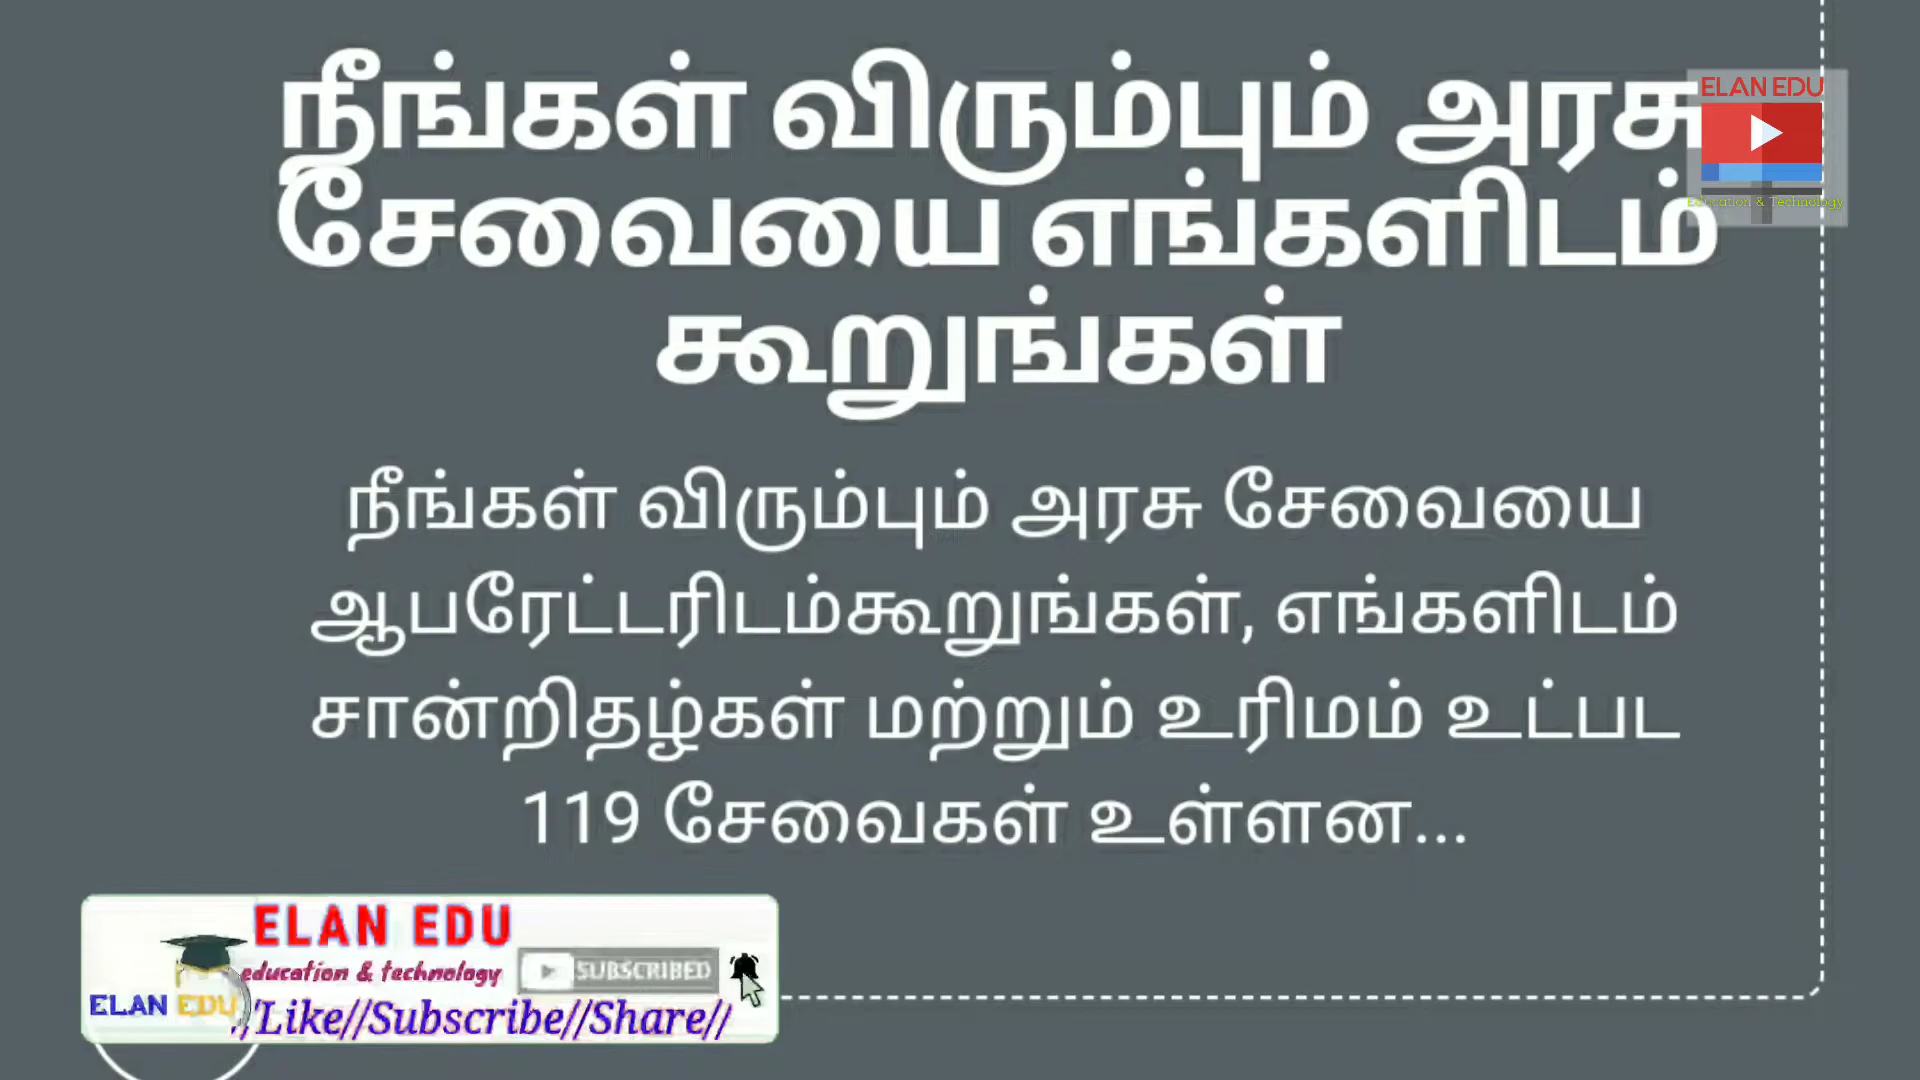 நீங்கள் விரும்பும் அரசு
சேவையை எங்களிடம்
கூறுங்கள்
ELAN EDU
Education & Technology
நீங்கள் விரும்பும் அரசு சேவையை
ஆபரேட்டரிடம்கூறுங்கள், எங்களிடம்
சான்றிதழ்கள் மற்றும் உரிமம் உட்பட
119 சேவைகள் உள்ளன...
ELAN EDU
education & technology
SUBSCRIBED
ELAN EDU
//Like//Subscribe//Share//